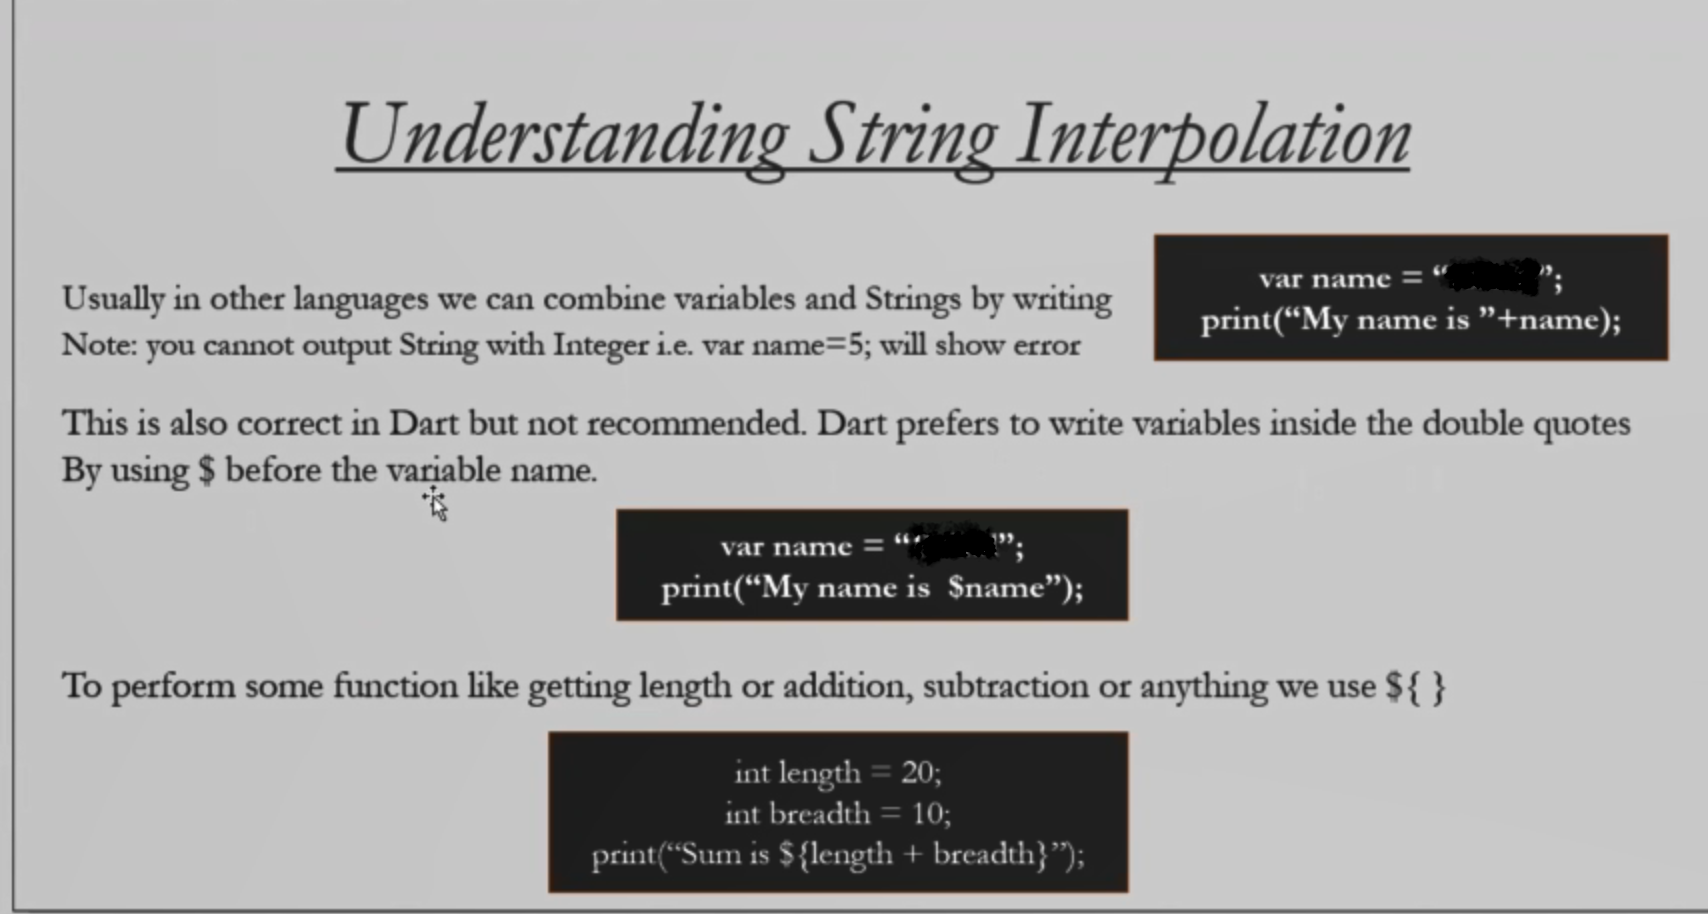 Understanding String Interpolation
Usually in other languages we can combine variables and Strings by writing
Note: you cannot output String with Integer i.e. var name=5; will show error
var name = “”;
print(“My name is ”+name);
This is also correct in Dart but not recommended. Dart prefers to write variables inside the double quotes
By using $ before the variable name.
var name = “”;
print(“My name is  $name”);
To perform some function like getting length or addition, subtraction or anything we use ${ }
int length = 20;
int breadth = 10;
print(“Sum is ${length + breadth}”);